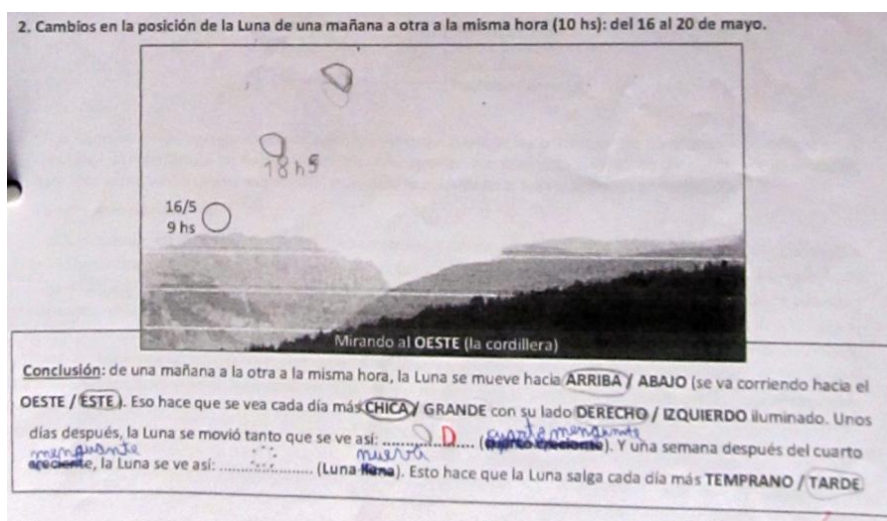 2. Cambios en la posición de la Luna de una mañana a otra a la misma hora (10 hs): del 16 al 20 de mayo.
18 hs
16/5
9 hs
Mirando al OESTE (la cordillera)
Conclusión: de una mañana a la otra a la misma hora, la Luna se mueve hacia ARRIBA / ABAJO (se va corriendo hacia el
OESTE / ESTE). Eso hace que se vea cada día más CHICA / GRANDE con su lado DERECHO / IZQUIERDO iluminado. Unos
cuarto menguante
días después, la Luna se movió tanto que se ve así: .................... D (cuarto creciente). Y una semana después del cuarto
menguante nueva
creciente, la Luna se ve así: .................... (Luna llena). Esto hace que la Luna salga cada día más TEMPRANO / TARDE.